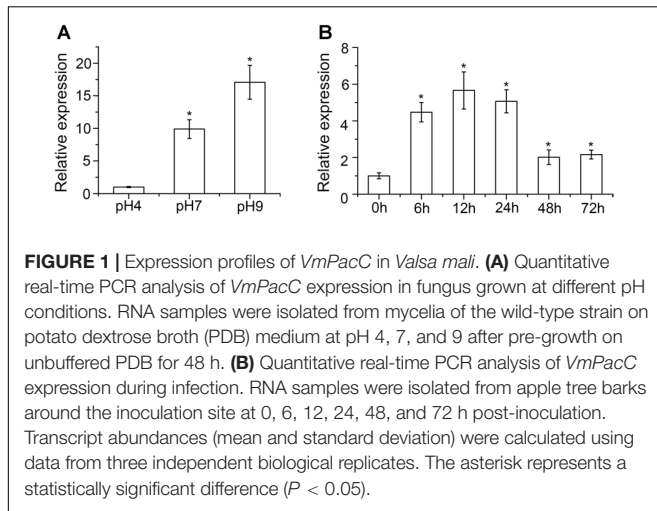 A
Relative expression
20
15
10
5
0
*
*
pH4 pH7 pH9
B
Relative expression
8
6
4
2
0
*
*
*
*
*
0h 6h 12h 24h 48h 72h
FIGURE 1 | Expression profiles of VmPacC in Valsa mali. (A) Quantitative
real-time PCR analysis of VmPacC expression in fungus grown at different pH
conditions. RNA samples were isolated from mycelia of the wild-type strain on
potato dextrose broth (PDB) medium at pH 4, 7, and 9 after pre-growth on
unbuffered PDB for 48 h. (B) Quantitative real-time PCR analysis of VmPacC
expression during infection. RNA samples were isolated from apple tree barks
around the inoculation site at 0, 6, 12, 24, 48, and 72 h post-inoculation.
Transcript abundances (mean and standard deviation) were calculated using
data from three independent biological replicates. The asterisk represents a
statistically significant difference (P < 0.05).